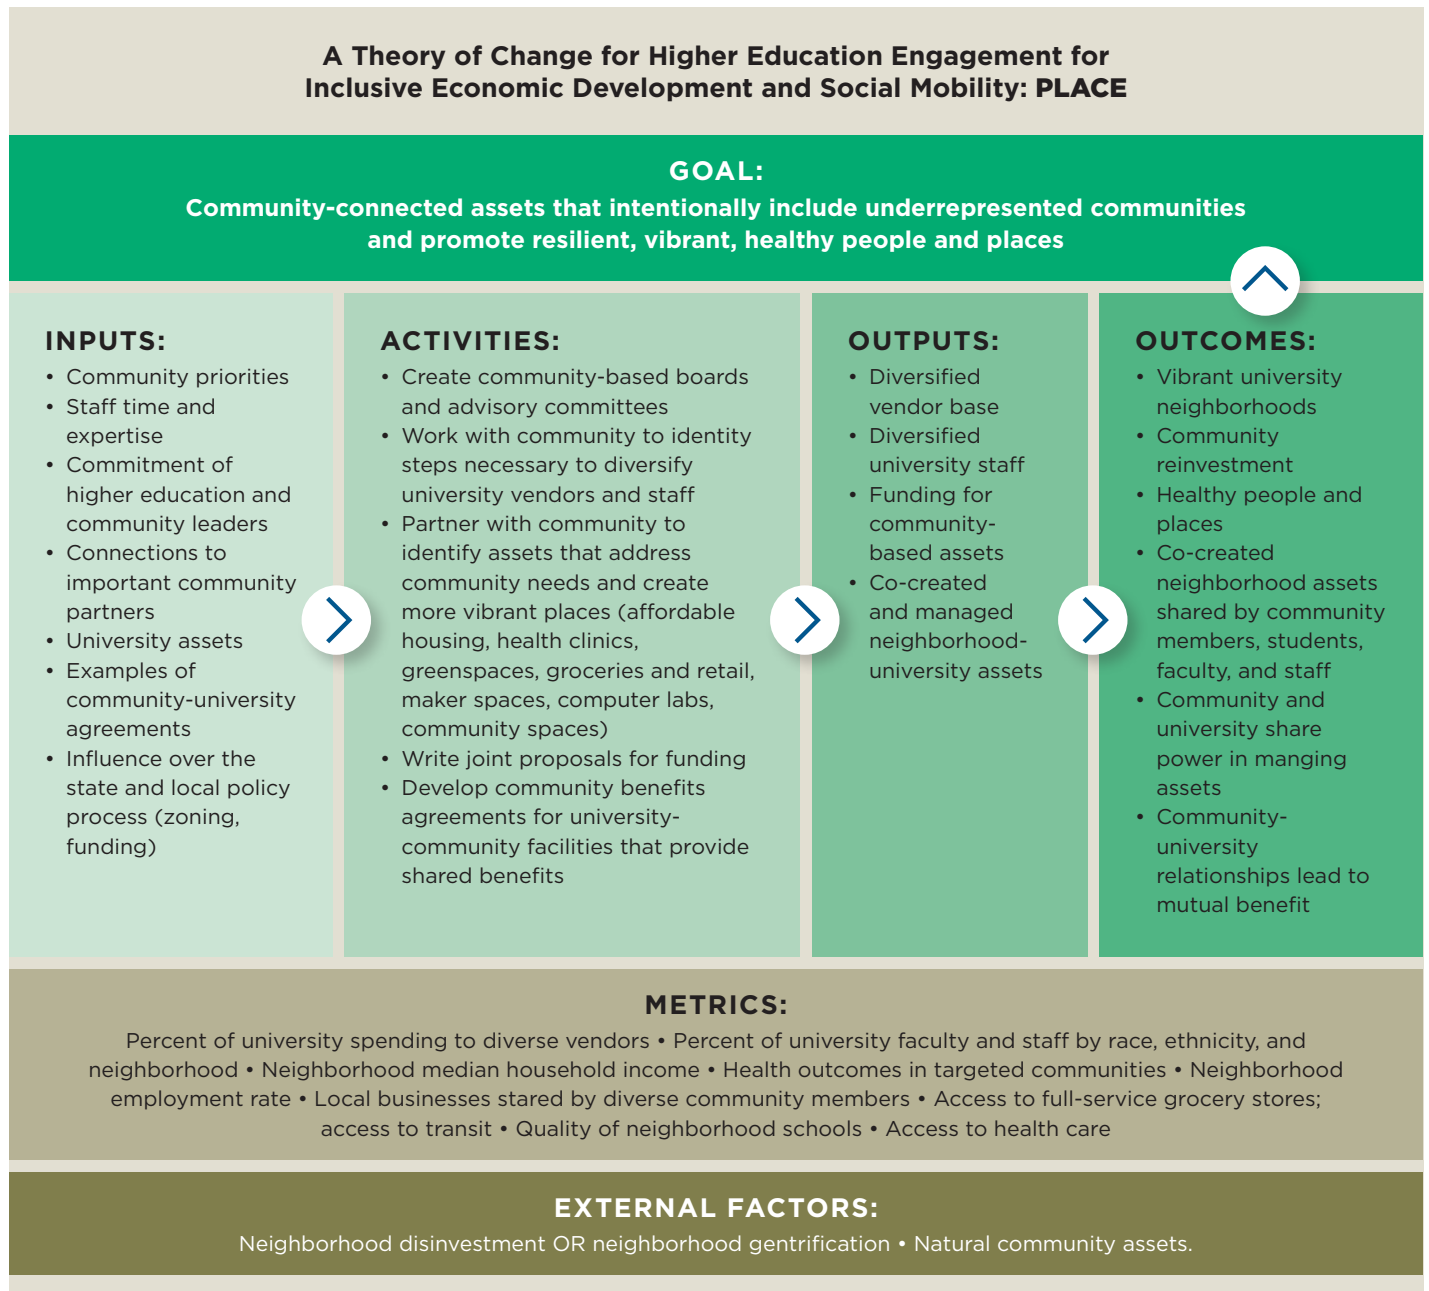 A Theory of Change for Higher Education Engagement for
Inclusive Economic Development and Social Mobility: PLACE
GOAL:
Community-connected assets that intentionally include underrepresented communities
and promote resilient, vibrant, healthy people and places
INPUTS:
• Community priorities
• Staff time and
expertise
• Commitment of
higher education and
community leaders
• Connections to
important community
partners
• University assets
• Examples of
community-university
agreements
• Influence over the
state and local policy
process (zoning,
funding)
ACTIVITIES:
• Create community-based boards
and advisory committees
• Work with community to identity
steps necessary to diversify
university vendors and staff
• Partner with community to
identify assets that address
community needs and create
more vibrant places (affordable
housing, health clinics,
greenspaces, groceries and retail,
maker spaces, computer labs,
community spaces)
• Write joint proposals for funding
• Develop community benefits
agreements for university-
community facilities that provide
shared benefits
OUTPUTS:
• Diversified
vendor base
• Diversified
university staff
• Funding for
community-
based assets
• Co-created
and managed
neighborhood-
university assets
OUTCOMES:
• Vibrant university
neighborhoods
• Community
reinvestment
• Healthy people and
places
• Co-created
neighborhood assets
shared by community
members, students,
faculty, and staff
• Community and
university share
power in manging
assets
• Community-
university
relationships lead to
mutual benefit
METRICS:
Percent of university spending to diverse vendors • Percent of university faculty and staff by race, ethnicity, and
neighborhood • Neighborhood median household income • Health outcomes in targeted communities • Neighborhood
employment rate • Local businesses stared by diverse community members • Access to full-service grocery stores;
access to transit • Quality of neighborhood schools • Access to health care
EXTERNAL FACTORS:
Neighborhood disinvestment OR neighborhood gentrification • Natural community assets.